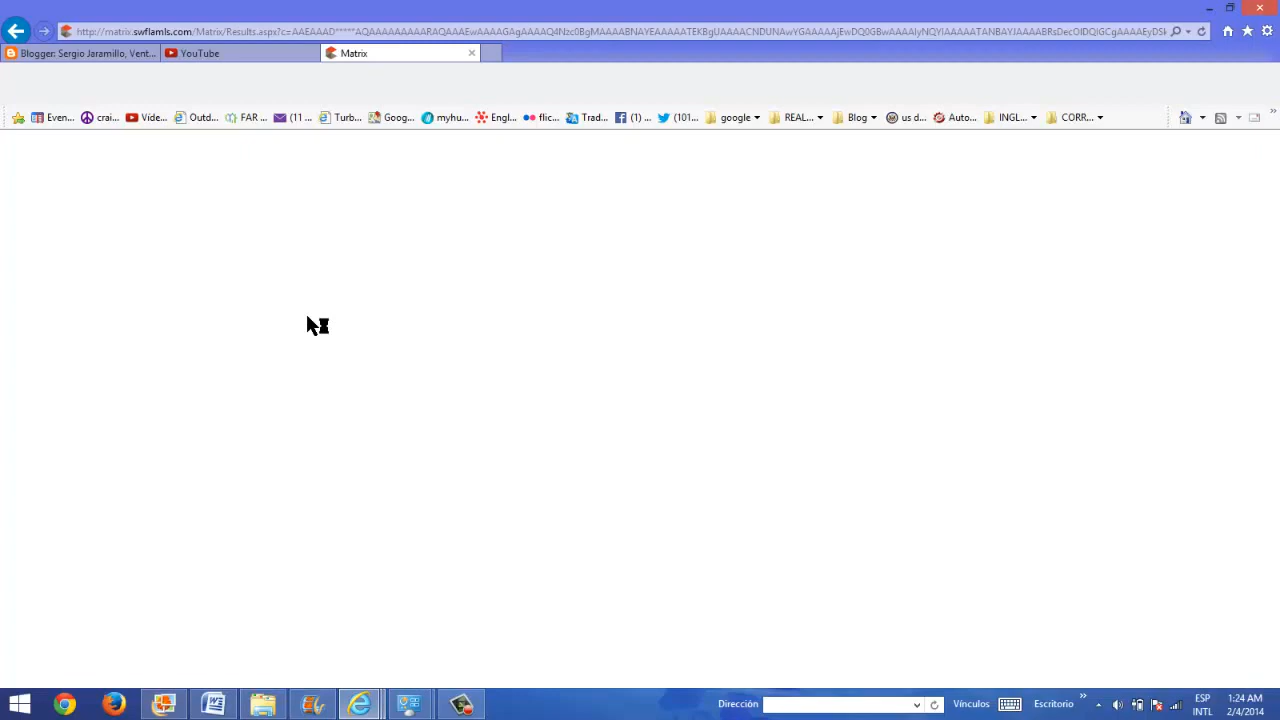 http://matrix.swflamls.com/Matrix/Results.aspx?c=AAEAAAD*****AQAAAAAAAAARAQAAAEwAAAAGAgAAAAQ4Nzc0BgMAAAABNAYEAAAAATEKBgUAAAACNDUNAwYGAAAAAjEwDQ0GBwAAAAIyNQYIAAAAATANBAYJAAAABRsDecOIDQIGCgAAAAEyDSk
Blogger: Sergio Jaramillo, Vent...
YouTube
Matrix
Even...
crai...
Víde...
Outd...
FAR ...
(11 ...
Turb...
Goog...
myhu...
Engl...
flic...
Trad...
(1) ...
(101...
google
REAL...
Blog
us d...
Auto...
INGL...
CORR...
Dirección
Vínculos
Escritorio
ESP
INTL
1:24 AM
2/4/2014